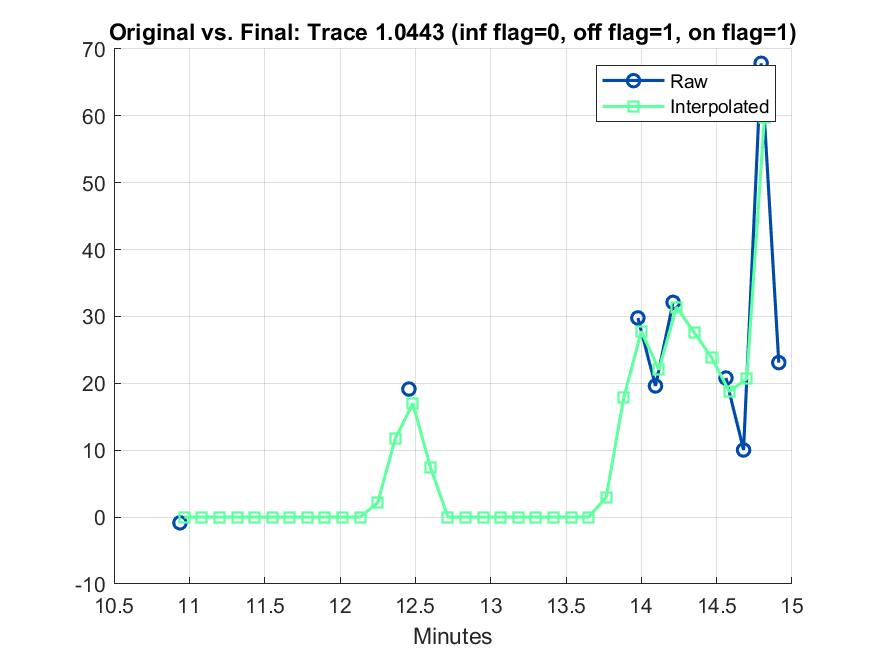 Original vs. Final: Trace 1.0443 (inf flag=0, off flag=1, on flag=1)
70
60
50
40
30
20
10
0
-10
Raw
Interpolated
10.5 11 11.5 12 12.5 13 13.5 14 14.5 15
Minutes